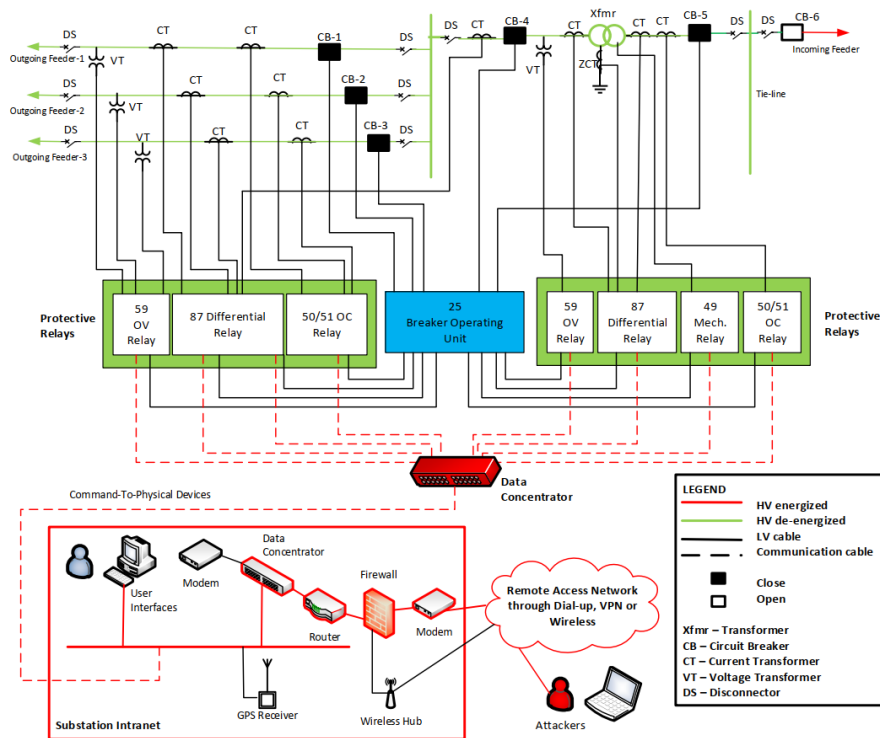 DS
CT
CT
CB-1
DS
DS
CT
CB-4
CT
Xfmr
CT
CT
CB-5
DS
DS
CB-6
Outgoing Feeder-1
VT
VT
ZCT
Incoming Feeder
DS
CT
CT
CB-2
DS
Outgoing Feeder-2
VT
Tie-line
DS
VT
CT
CT
CB-3
DS
Outgoing Feeder-3
Protective
Relays
59
OV
Relay
87 Differential
Relay
50/51 OC
Relay
25
Breaker Operating
Unit
59
OV
Relay
87
Differential
Relay
49
Mech.
Relay
50/51
OC
Relay
Protective
Relays
Data
Concentrator
Command-To-Physical Devices
User
Interfaces
Modem
Data
Concentrator
Router
Firewall
Modem
GPS Receiver
Wireless Hub
Substation Intranet
Remote Access Network
through Dial-up, VPN or
Wireless
Attackers
LEGEND
HV energized
HV de-energized
LV cable
Communication cable
Close
Open
Xfmr – Transformer
CB – Circuit Breaker
CT – Current Transformer
VT – Voltage Transformer
DS – Disconnector